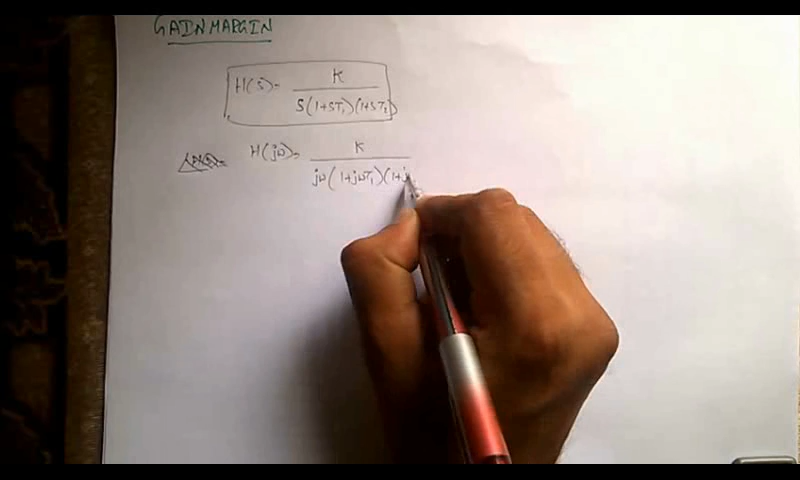 GAIN MARGIN
H(s)= K / S(1+ST₁)(1+ST₂)
H(jω)= K / jω(1+jωT₁)(1+j